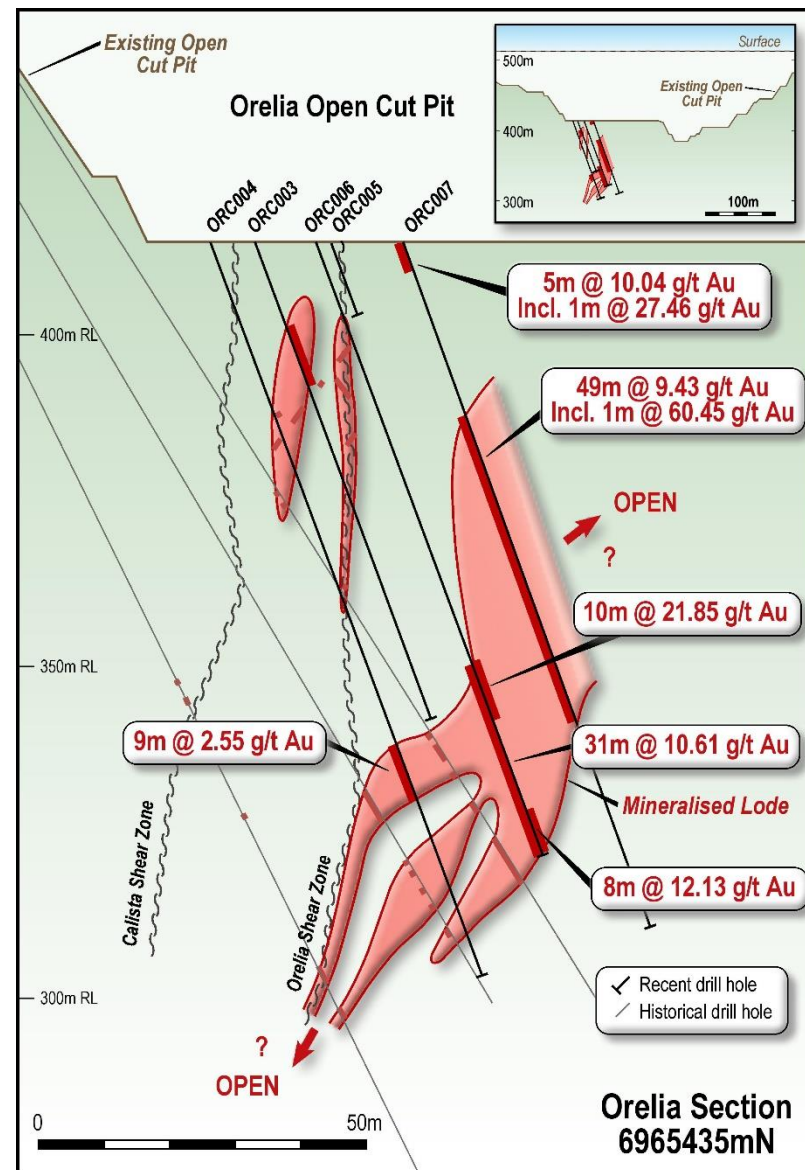 Existing Open
Cut Pit
Orelia Open Cut Pit
Surface
500m
Existing Open
Cut Pit
400m
300m
100m
ORC004
ORC003
ORC006
ORC005
ORC007
5m @ 10.04 g/t Au
Incl. 1m @ 27.46 g/t Au
400m RL
49m @ 9.43 g/t Au
Incl. 1m @ 60.45 g/t Au
OPEN
?
10m @ 21.85 g/t Au
350m RL
9m @ 2.55 g/t Au
31m @ 10.61 g/t Au
Mineralised Lode
Calista Shear Zone
Orelia Shear Zone
8m @ 12.13 g/t Au
300m RL
Recent drill hole
Historical drill hole
?
OPEN
0
50m
Orelia Section
6965435mN